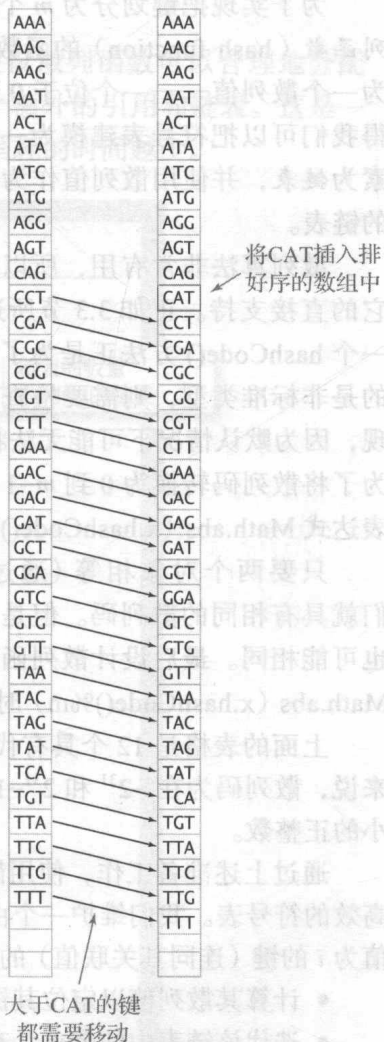 AAA
AAC
AAG
AAT
ACT
ATA
ATC
ATG
AGG
AGT
CAG
CCT
CGA
CGC
CGG
CGT
CTT
GAA
GAC
GAG
GAT
GCT
GGA
GTC
GTG
GTT
TAA
TAC
TAG
TAT
TCA
TGT
TTA
TTC
TTG
TTT
AAA
AAC
AAG
AAT
ACT
ATA
ATC
ATG
AGG
AGT
CAG
CAT
CCT
CGA
CGC
CGG
CGT
CTT
GAA
GAC
GAG
GAT
GCT
GGA
GTC
GTG
GTT
TAA
TAC
TAG
TAT
TCA
TGT
TTA
TTC
TTG
TTT
将CAT插入排
好序的数组中
大于CAT的键
都需要移动